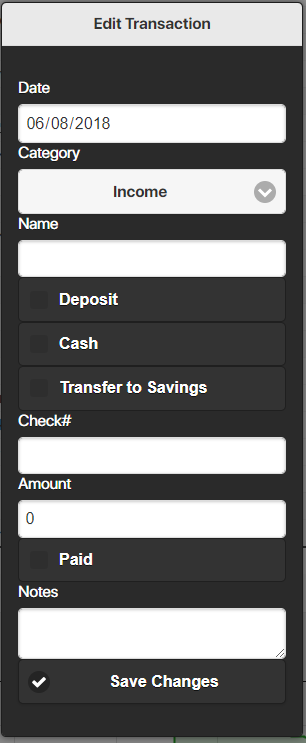 Edit Transaction
Date
06/08/2018
Category
Income
Name
Deposit
Cash
Transfer to Savings
Check#
Amount
0
Paid
Notes
Save Changes